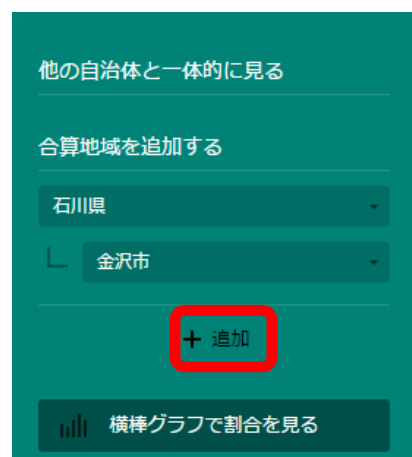 他の自治体と一体的に見る
合算地域を追加する
石川県
金沢市
+ 追加
横棒グラフで割合を見る